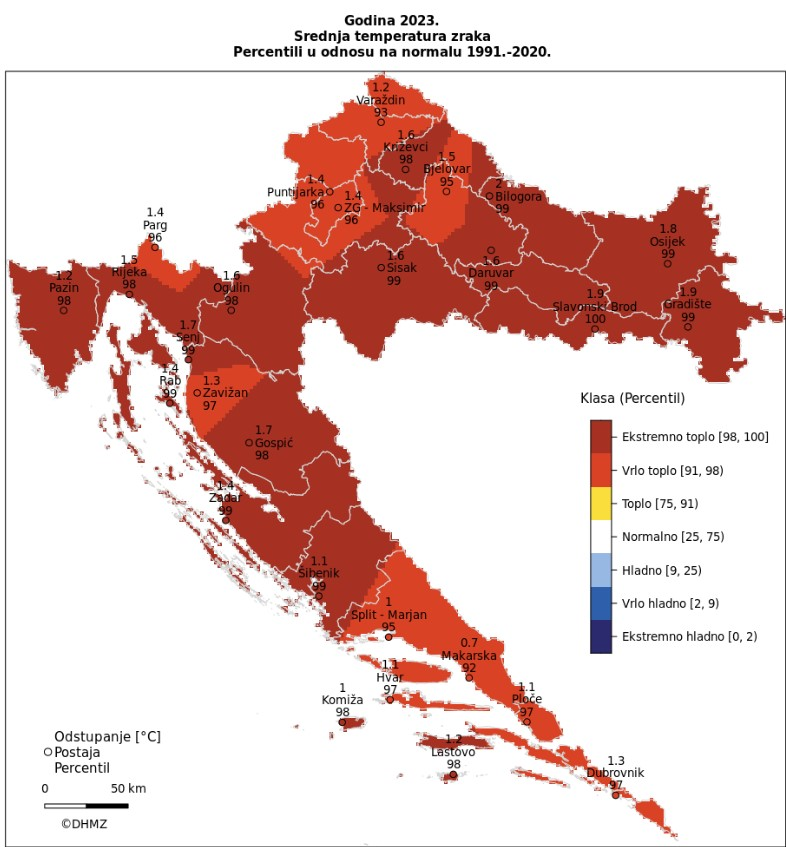 Godina 2023.
Srednja temperatura zraka
Percentili u odnosu na normalu 1991.-2020.
1.2
Varaždin
93
1.6
Križevci
98
1.5
Bjelovar
95
1.4
Puntijarka
96
1.4
ZG - Maksimir
96
2
Bilogora
99
1.4
Parg
96
1.8
Osijek
99
1.5
Rijeka
98
1.2
Pazin
98
1.6
Ogulin
98
1.6
Sisak
99
1.6
Daruvar
99
1.9
Slavonski Brod
100
1.9
Gradište
99
1.7
Senj
99
1.4
Rab
99
1.3
Zavižan
97
1.7
Gospić
98
1.4
Zadar
99
1.1
Šibenik
99
1
Split - Marjan
95
0.7
Makarska
92
1.1
Hvar
97
1
Komiža
98
1.1
Ploče
97
1.2
Lastovo
98
1.3
Dubrovnik
97
Klasa (Percentil)
Ekstremno toplo [98, 100]
Vrlo toplo [91, 98)
Toplo [75, 91)
Normalno [25, 75)
Hladno [9, 25)
Vrlo hladno [2, 9)
Ekstremno hladno [0, 2)
Odstupanje [°C]
Postaja
Percentil
0 50 km
©DHMZ